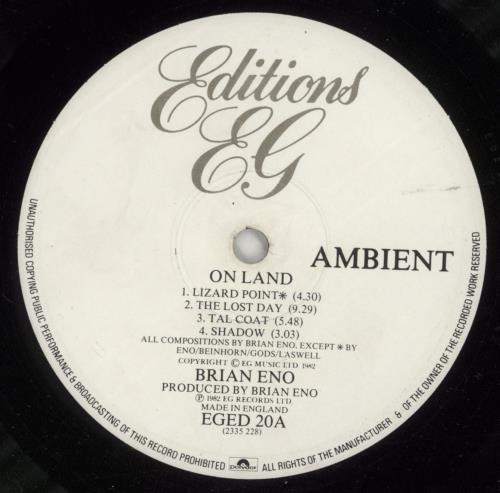 Editions
EG
AMBIENT
ON LAND
1. LIZARD POINT* (4.30)
2. THE LOST DAY (9.29)
3. TAL COAT (5.48)
4. SHADOW (3.03)
ALL COMPOSITIONS BY BRIAN ENO, EXCEPT * BY
ENO/BEINHORN/GODS/LASWELL
COPYRIGHT © EG MUSIC LTD. 1982
BRIAN ENO
PRODUCED BY BRIAN ENO
Ⓟ 1982 EG RECORDS LTD.
MADE IN ENGLAND
EGED 20A
(2335 228)
UNAUTHORISED COPYING PUBLIC PERFORMANCE & BROADCASTING OF THIS RECORD PROHIBITED
Polydor
ALL RIGHTS OF THE MANUFACTURER & OF THE OWNER OF THE RECORDED WORK RESERVED